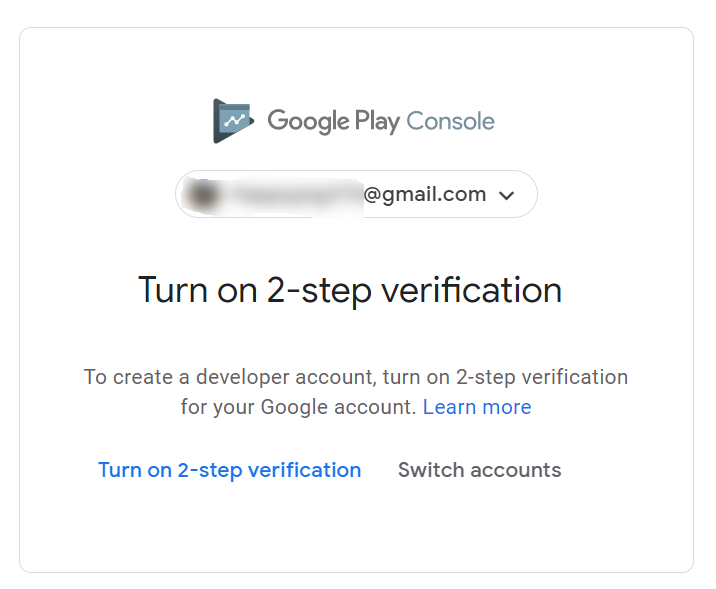 Google Play Console
@gmail.com
Turn on 2-step verification
To create a developer account, turn on 2-step verification
for your Google account. Learn more
Turn on 2-step verification Switch accounts